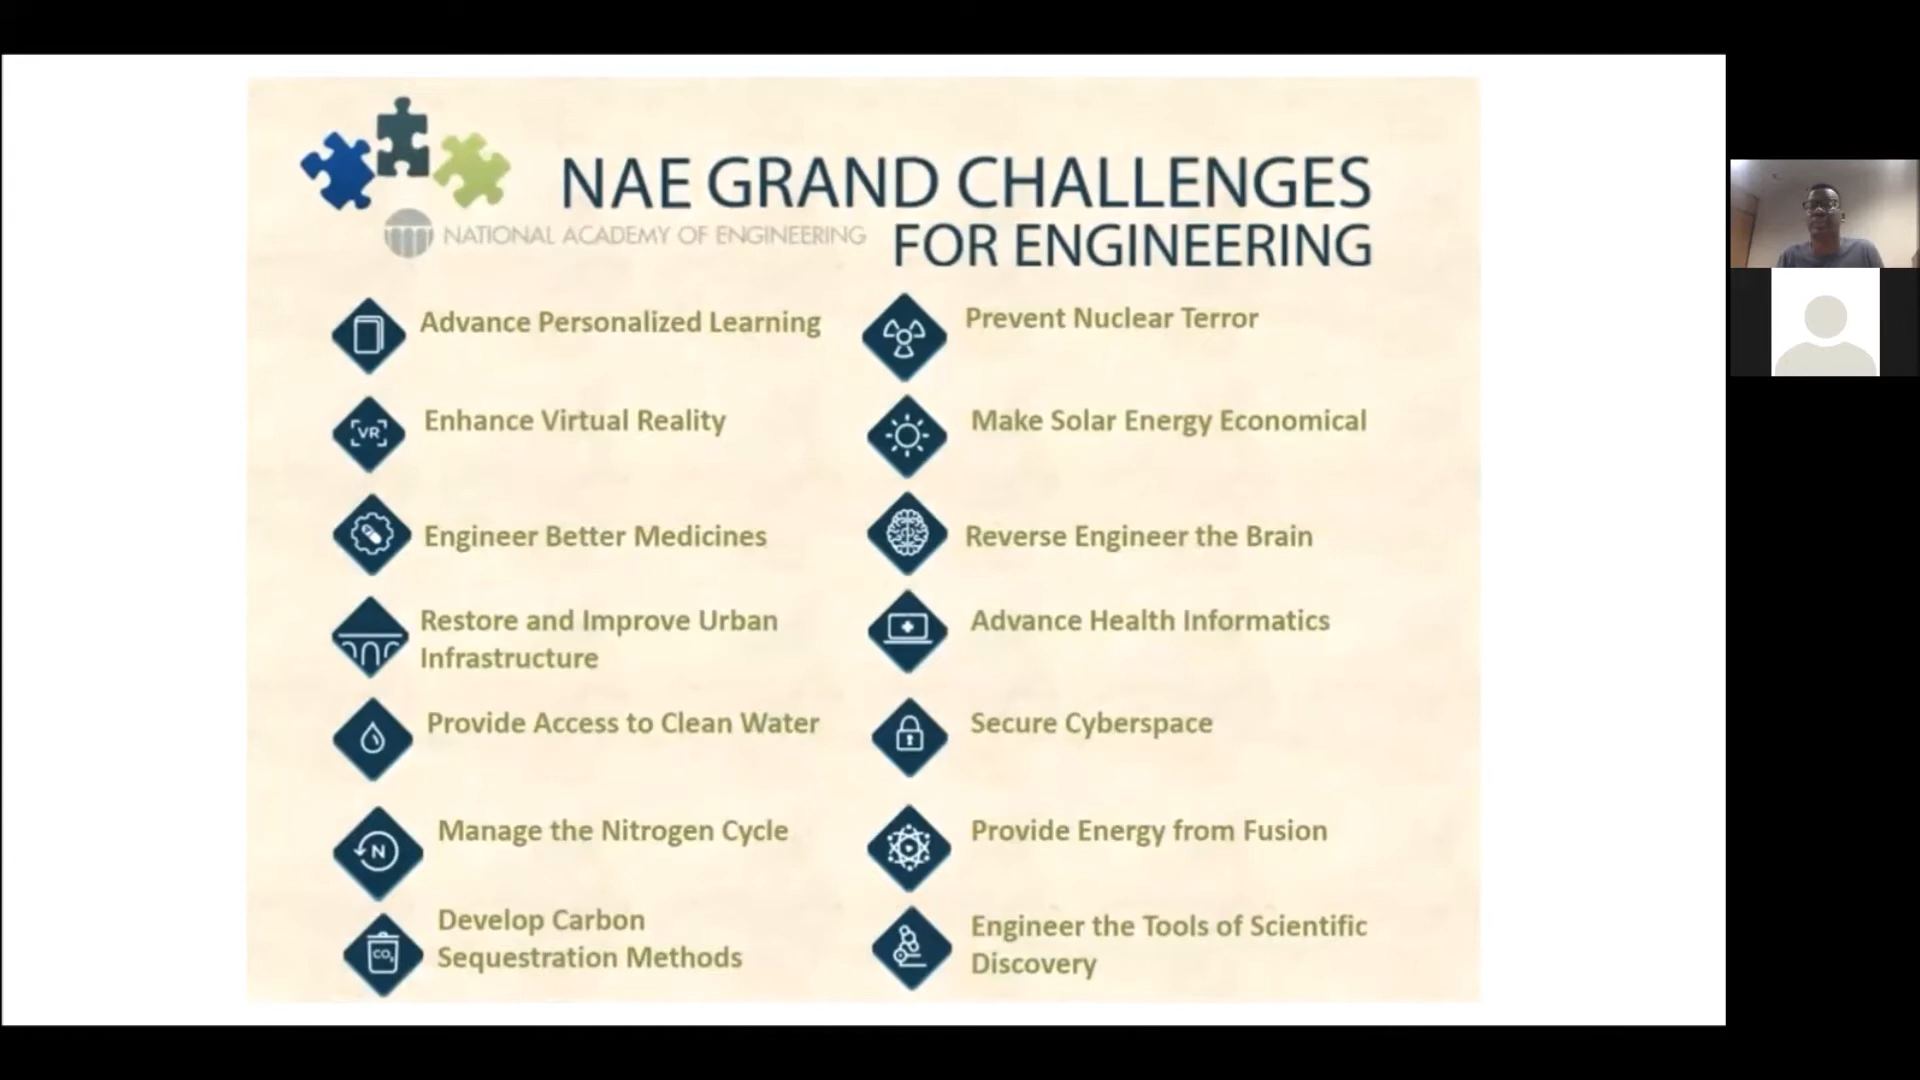 NAE GRAND CHALLENGES
FOR ENGINEERING
NATIONAL ACADEMY OF ENGINEERING
Advance Personalized Learning
VR
Enhance Virtual Reality
Engineer Better Medicines
Restore and Improve Urban
Infrastructure
Provide Access to Clean Water
N
Manage the Nitrogen Cycle
CO₂
Develop Carbon
Sequestration Methods
Prevent Nuclear Terror
Make Solar Energy Economical
Reverse Engineer the Brain
Advance Health Informatics
Secure Cyberspace
Provide Energy from Fusion
Engineer the Tools of Scientific
Discovery